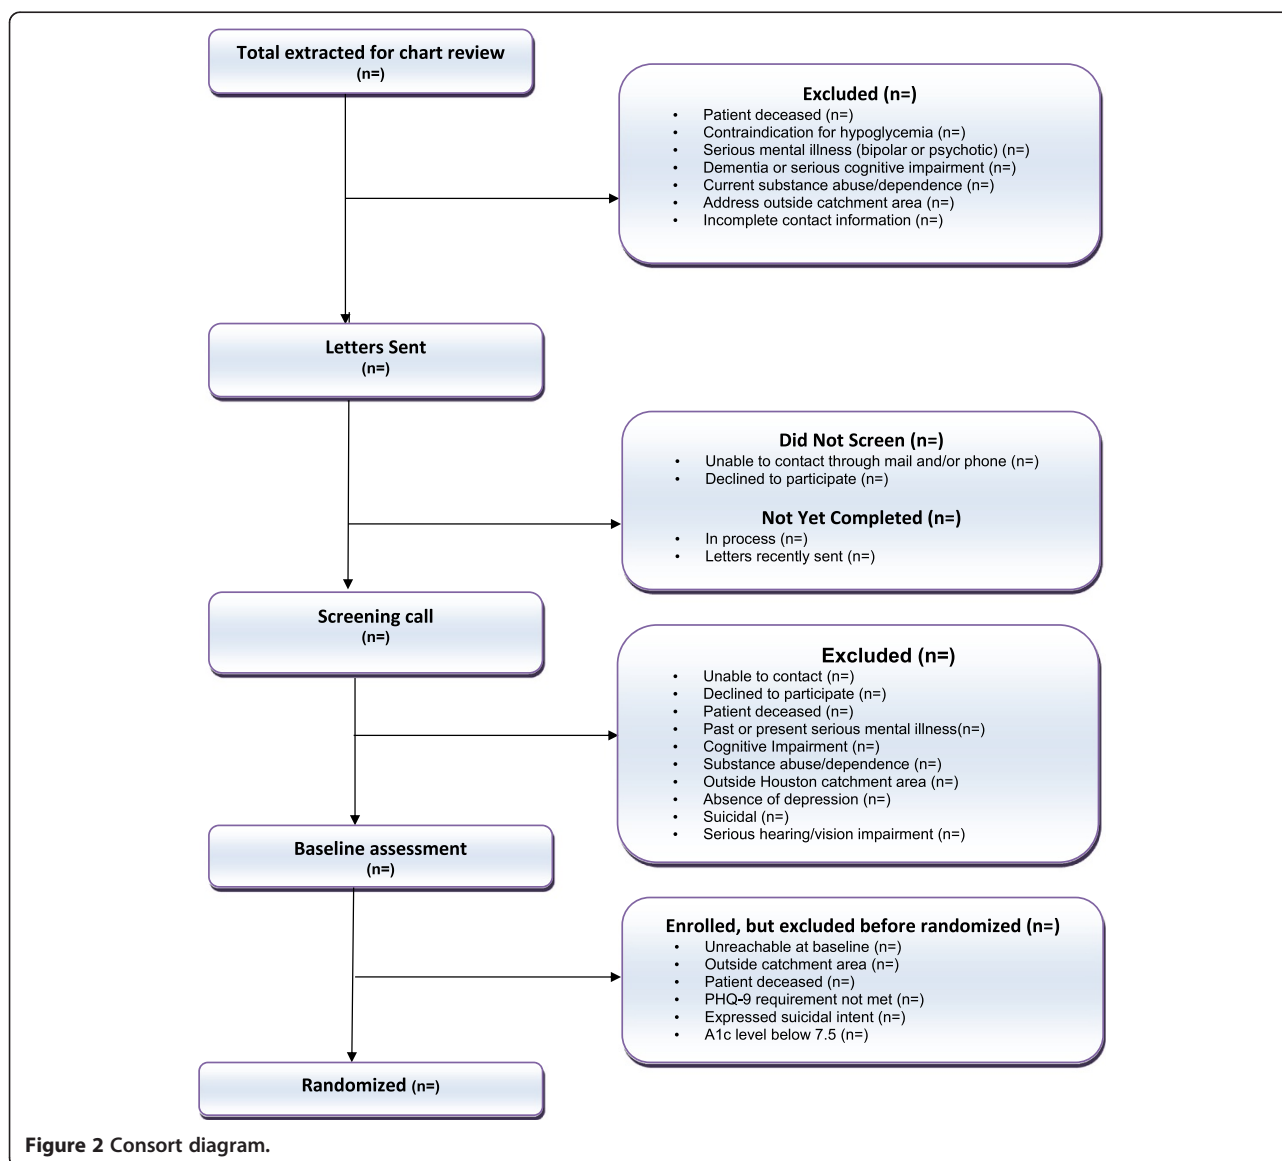 Total extracted for chart review
(n=)
Excluded (n=)
• Patient deceased (n=)
• Contraindication for hypoglycemia (n=)
• Serious mental illness (bipolar or psychotic) (n=)
• Dementia or serious cognitive impairment (n=)
• Current substance abuse/dependence (n=)
• Address outside catchment area (n=)
• Incomplete contact information (n=)
Letters Sent
(n=)
Did Not Screen (n=)
• Unable to contact through mail and/or phone (n=)
• Declined to participate (n=)
Not Yet Completed (n=)
• In process (n=)
• Letters recently sent (n=)
Screening call
(n=)
Excluded (n=)
• Unable to contact (n=)
• Declined to participate (n=)
• Patient deceased (n=)
• Past or present serious mental illness(n=)
• Cognitive Impairment (n=)
• Substance abuse/dependence (n=)
• Outside Houston catchment area (n=)
• Absence of depression (n=)
• Suicidal (n=)
• Serious hearing/vision impairment (n=)
Baseline assessment
(n=)
Enrolled, but excluded before randomized (n=)
• Unreachable at baseline (n=)
• Outside catchment area (n=)
• Patient deceased (n=)
• PHQ-9 requirement not met (n=)
• Expressed suicidal intent (n=)
• A1c level below 7.5 (n=)
Randomized (n=)
Figure 2 Consort diagram.